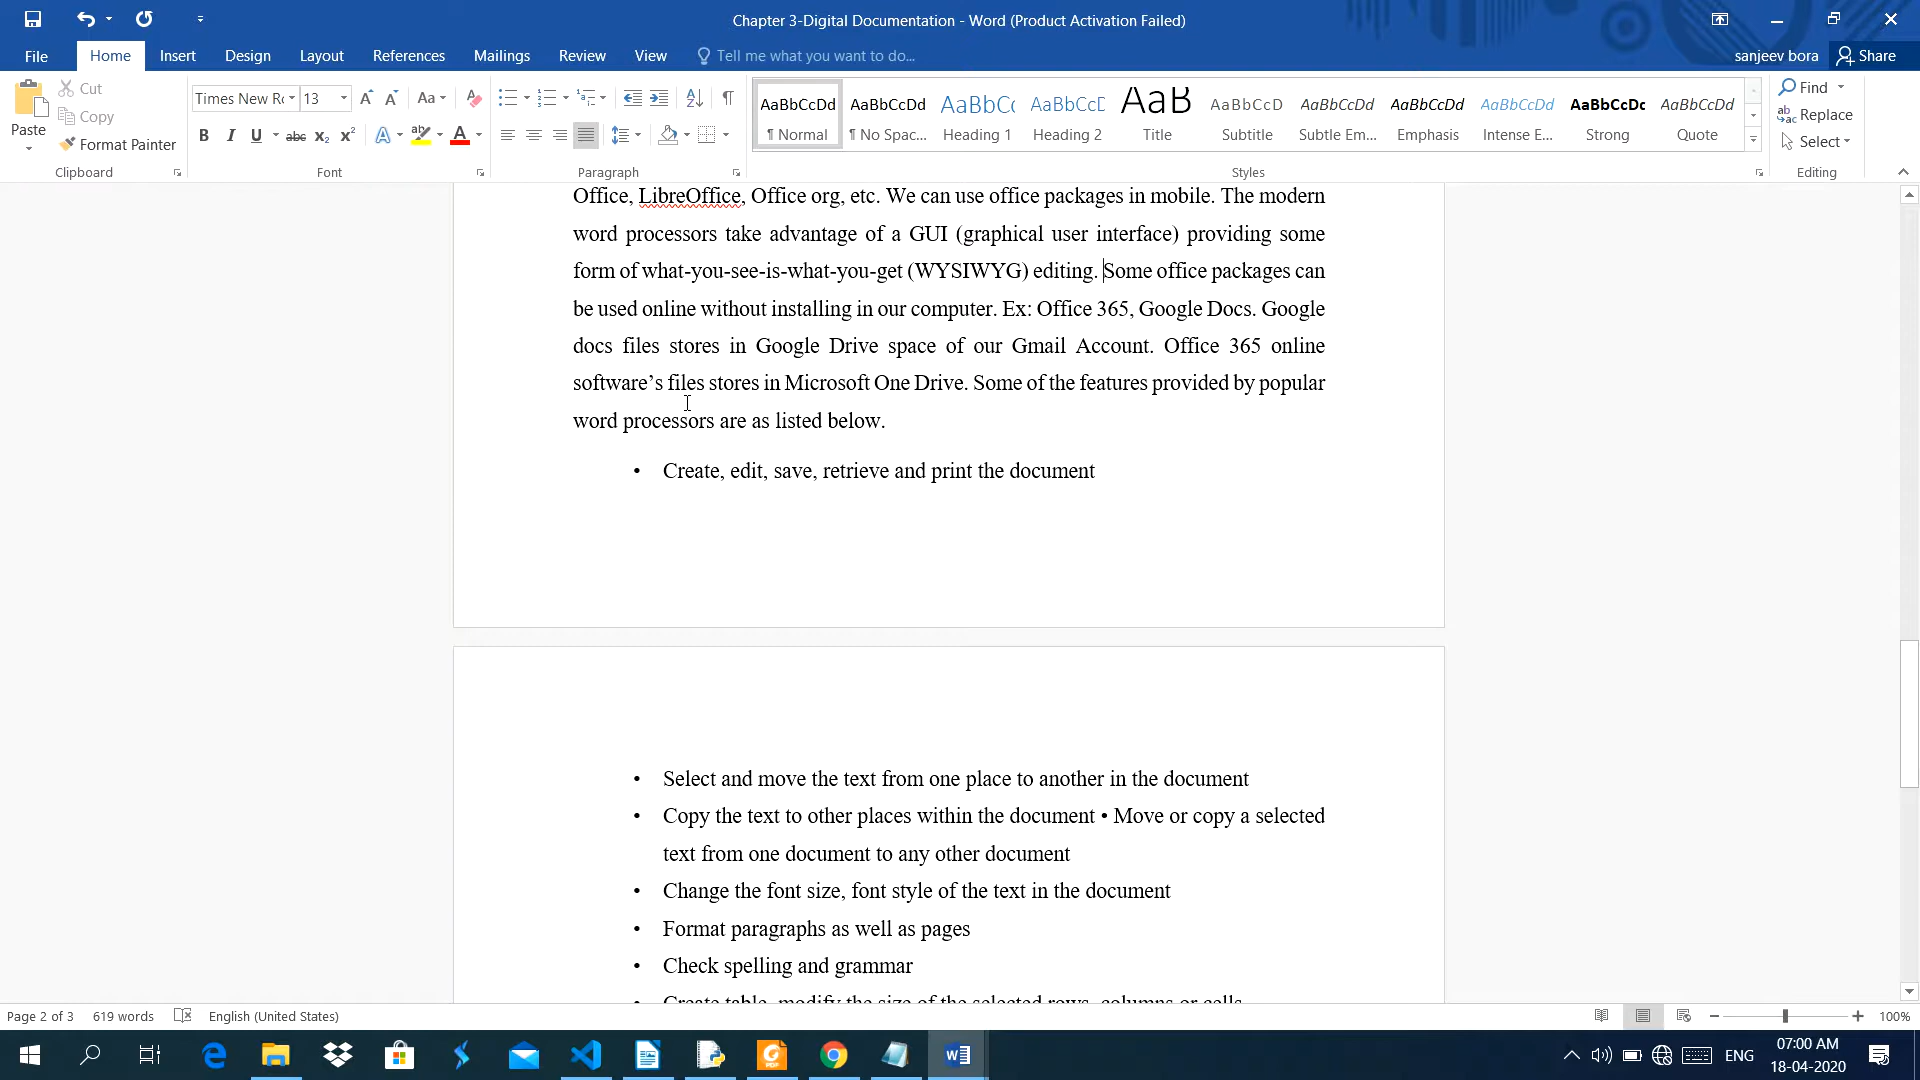 Chapter 3-Digital Documentation - Word (Product Activation Failed)
File Home Insert Design Layout References Mailings Review View Tell me what you want to do... sanjeev bora Share
Paste
Cut
Copy
Format Painter
Clipboard
Times New Ro 13
Aa
B I U abc x₂ x² A A
Font
Paragraph
AaBbCcDd AaBbCcDd AaBbCc AaBbCcD AaB AaBbCcD AaBbCcDd AaBbCcDd AaBbCcDd AaBbCcDc AaBbCcDd
¶ Normal ¶ No Spac... Heading 1 Heading 2 Title Subtitle Subtle Em... Emphasis Intense E... Strong Quote
Styles
Find
Replace
Select
Editing
Office, LibreOffice, Office org, etc. We can use office packages in mobile. The modern
word processors take advantage of a GUI (graphical user interface) providing some
form of what-you-see-is-what-you-get (WYSIWYG) editing. Some office packages can
be used online without installing in our computer. Ex: Office 365, Google Docs. Google
docs files stores in Google Drive space of our Gmail Account. Office 365 online
software’s files stores in Microsoft One Drive. Some of the features provided by popular
word processors are as listed below.
• Create, edit, save, retrieve and print the document
• Select and move the text from one place to another in the document
• Copy the text to other places within the document • Move or copy a selected
text from one document to any other document
• Change the font size, font style of the text in the document
• Format paragraphs as well as pages
• Check spelling and grammar
• Create table, modify the size of the selected rows, columns or cells
Page 2 of 3 619 words English (United States) 100%
ENG
07:00 AM
18-04-2020